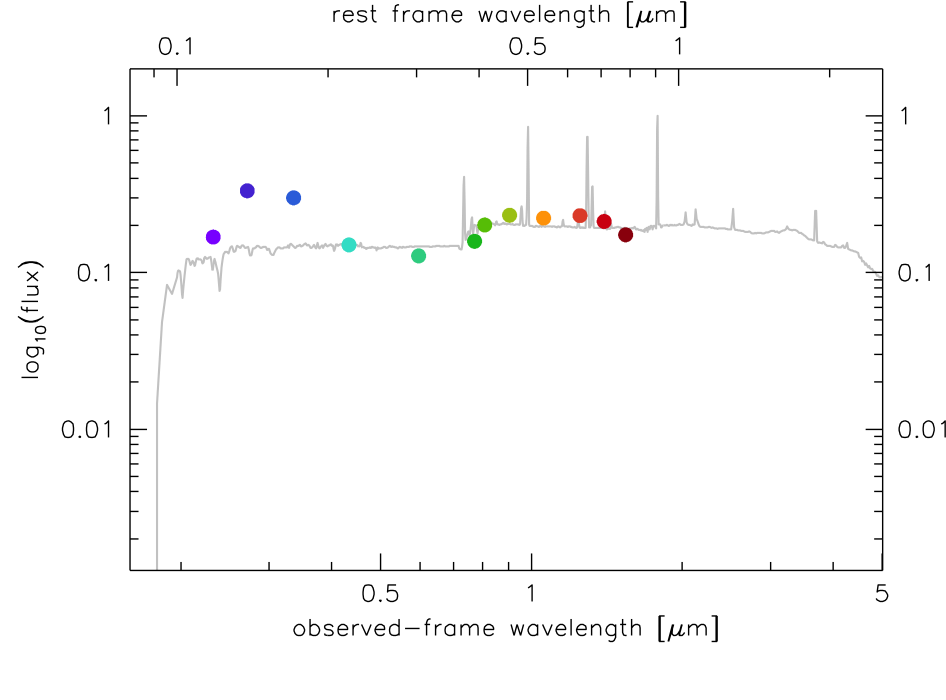 rest frame wavelength [μm]
0.1 0.5 1
1 1
0.1 0.1
0.01 0.01
log10(flux)
0.5 1 5
observed-frame wavelength [μm]